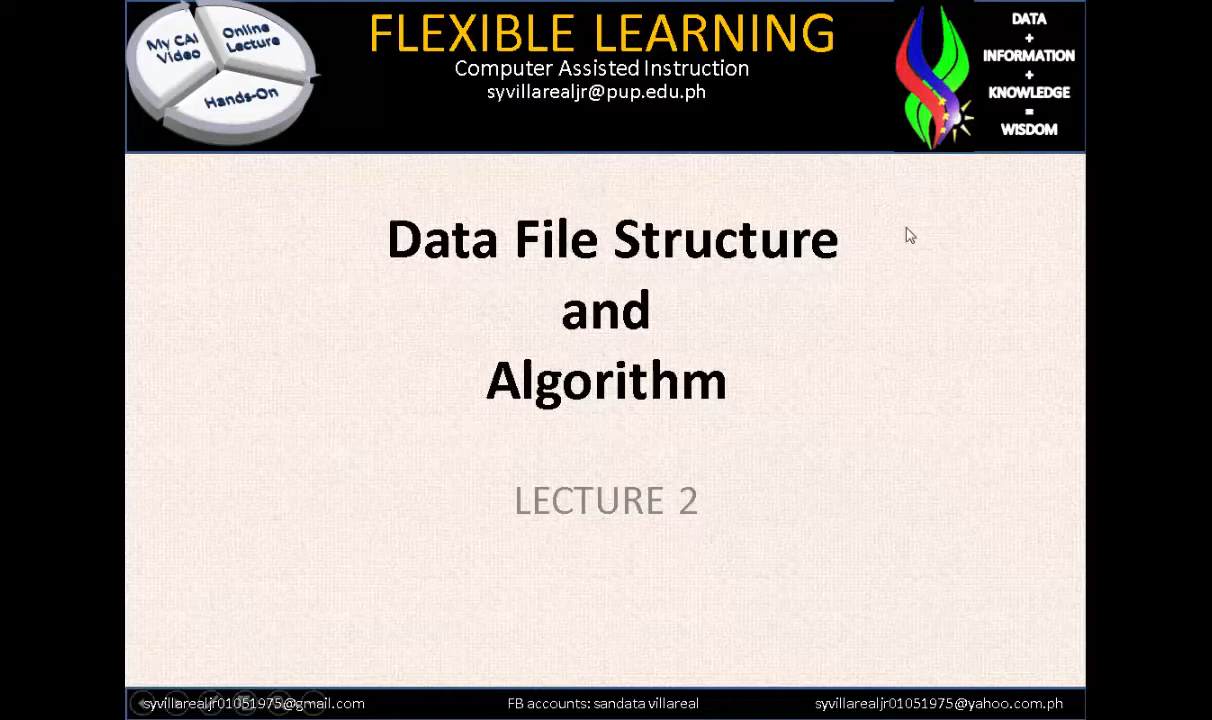 My CAI
Video
Online
Lecture
Hands-On
FLEXIBLE LEARNING
Computer Assisted Instruction
syvillarealjr@pup.edu.ph
DATA
+
INFORMATION
+
KNOWLEDGE
=
WISDOM
Data File Structure
and
Algorithm
LECTURE 2
syvillarealjr01051975@gmail.com
FB accounts: sandata villareal
syvillarealjr01051975@yahoo.com.ph